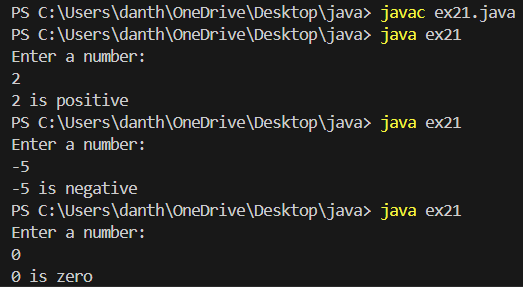 PS C:\Users\danth\OneDrive\Desktop\java> javac ex21.java
PS C:\Users\danth\OneDrive\Desktop\java> java ex21
Enter a number:
2
2 is positive
PS C:\Users\danth\OneDrive\Desktop\java> java ex21
Enter a number:
-5
-5 is negative
PS C:\Users\danth\OneDrive\Desktop\java> java ex21
Enter a number:
0
0 is zero